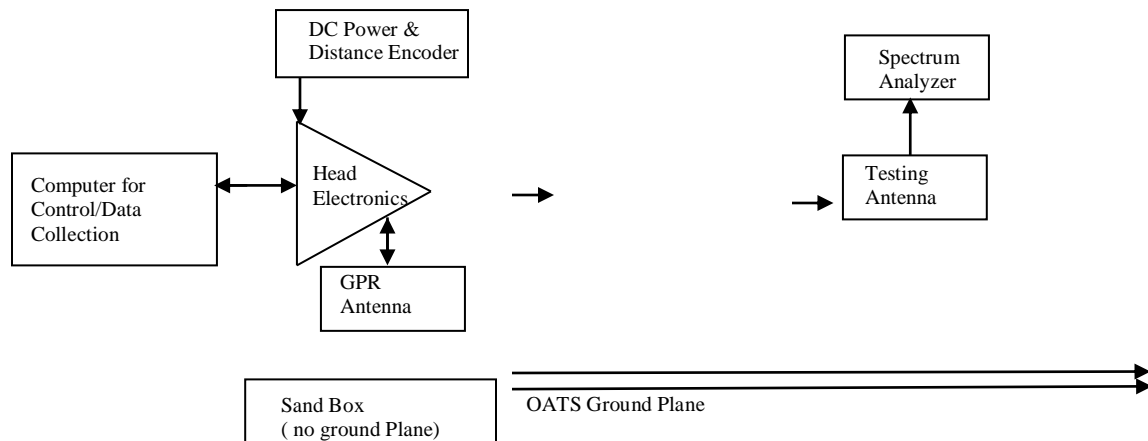 DC Power &
Distance Encoder
Spectrum
Analyzer
Computer for
Control/Data
Collection
Head
Electronics
Testing
Antenna
GPR
Antenna
Sand Box
( no ground Plane)
OATS Ground Plane